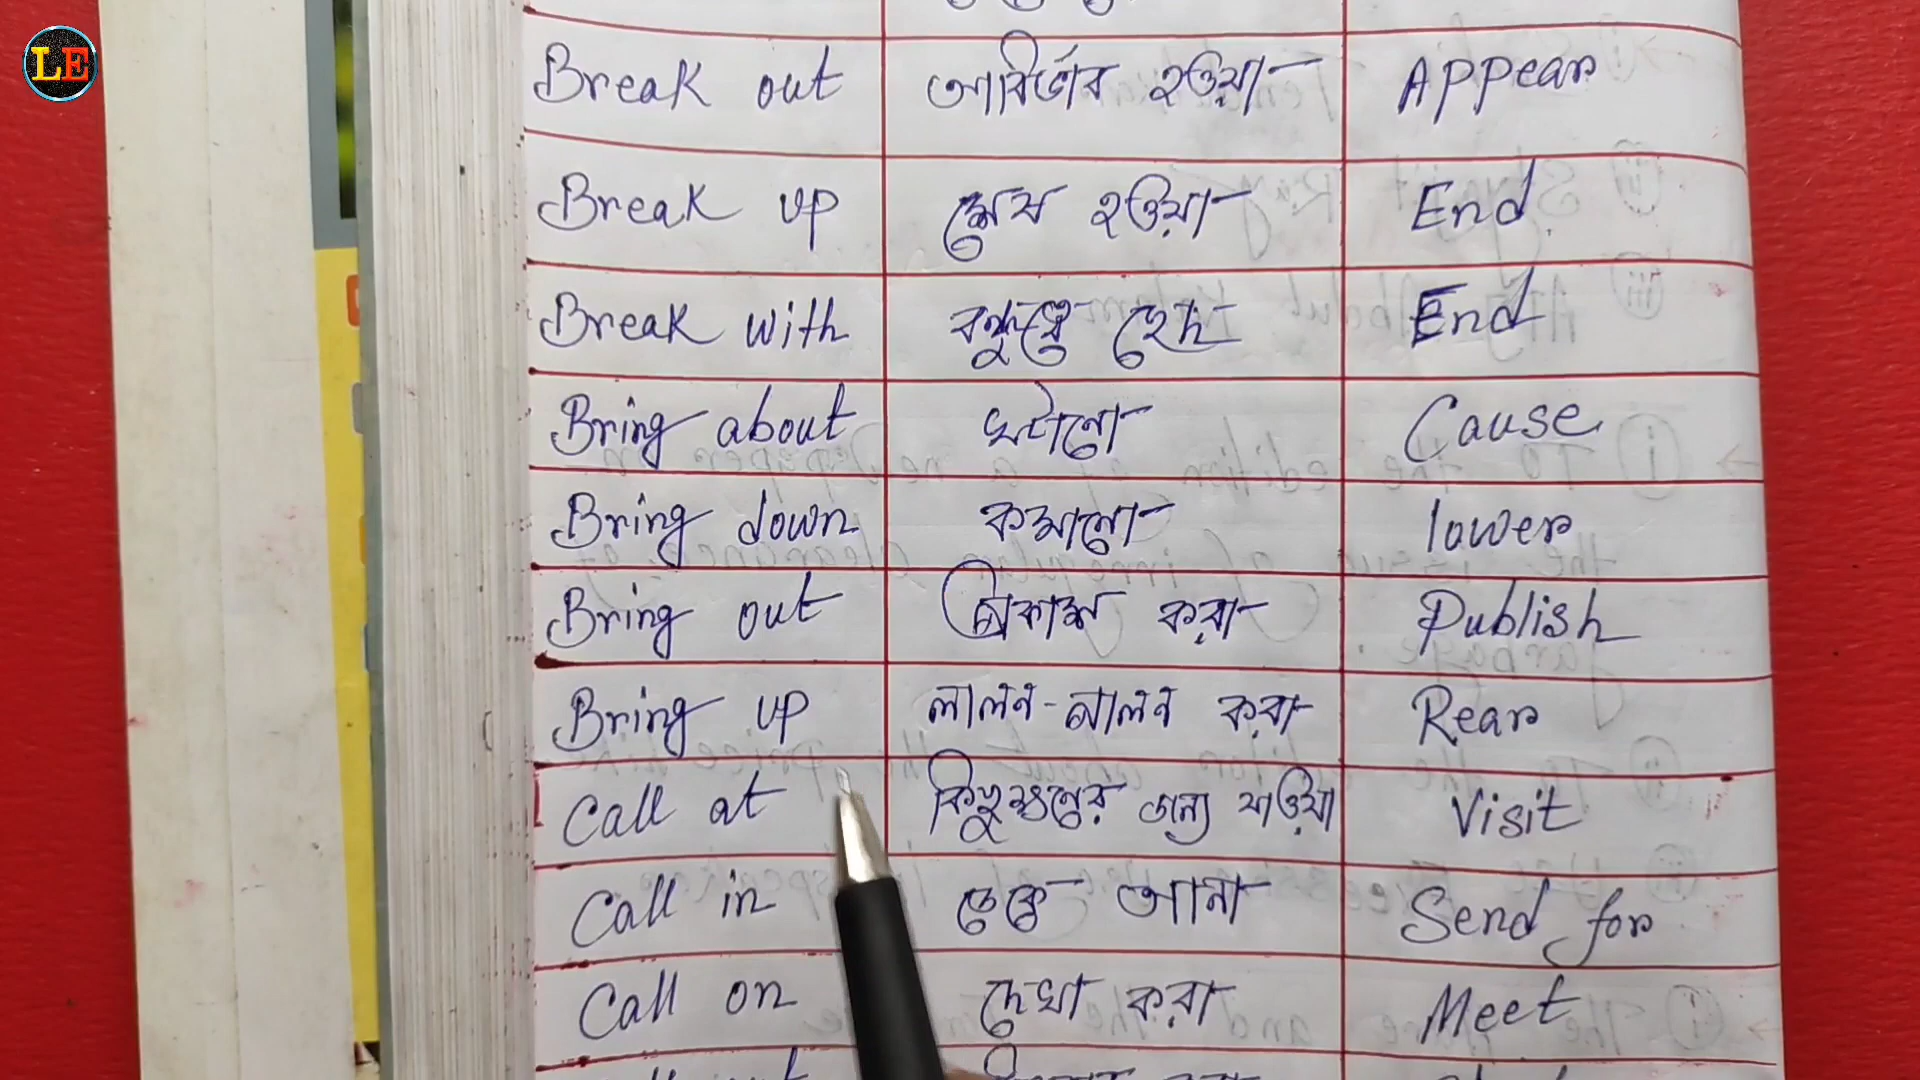 LE
Break out আবির্ভাব হওয়া Appear
Break up শেষ হওয়া End
Break with বন্ধুত্বে ছেদ End
Bring about ঘটানো Cause
Bring down কমানো lower
Bring out প্রকাশ করা Publish
Bring up লালন-পালন করা Rear
Call at কিছুক্ষণের জন্য যাওয়া Visit
Call in ডেকে আনা Send for
Call on দেখা করা Meet